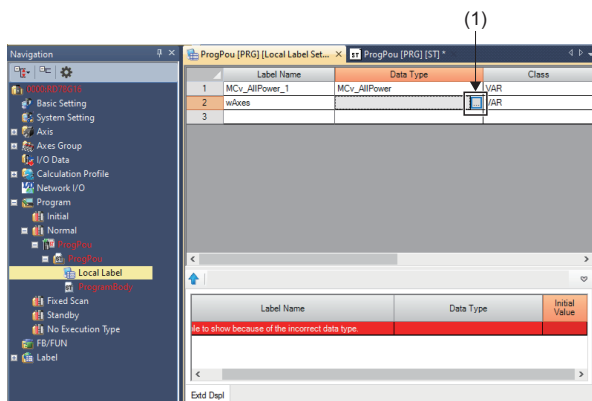 (1)
Navigation
ProgPou [PRG] [Local Label Set...
ProgPou [PRG] [ST] *
Label Name Data Type Class
1 MCv_AllPower_1 MCv_AllPower VAR
2 wAxes ... VAR
3
0000:RD78G16
Basic Setting
System Setting
Axis
Axes Group
I/O Data
Calculation Profile
Network I/O
Program
Initial
Normal
ProgPou
ProgPou
Local Label
ProgramBody
Fixed Scan
Standby
No Execution Type
FB/FUN
Label
Label Name Data Type Initial Value
le to show because of the incorrect data type.
Extd Dspl